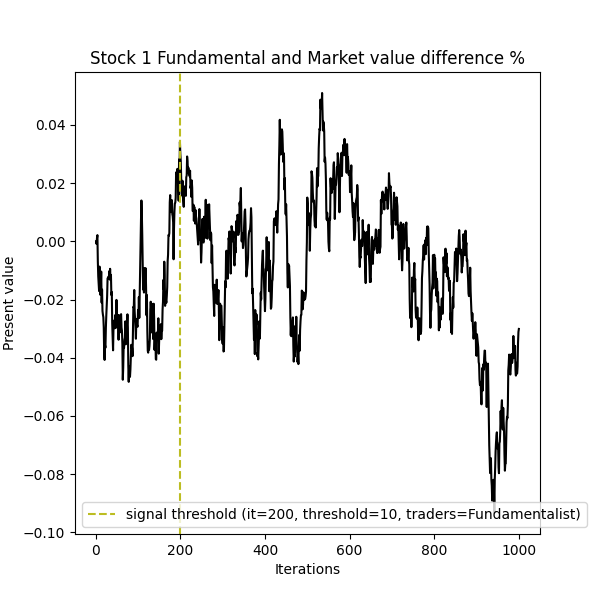 Stock 1 Fundamental and Market value difference %
Present value
0.04
0.02
0.00
−0.02
−0.04
−0.06
−0.08
−0.10
signal threshold (it=200, threshold=10, traders=Fundamentalist)
0 200 400 600 800 1000
Iterations